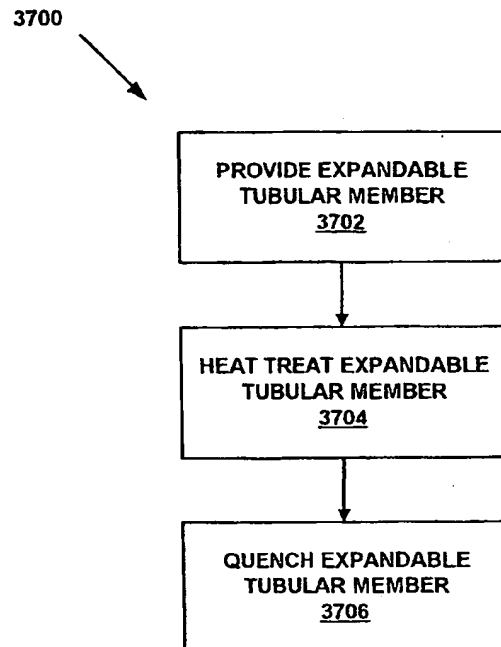 3700
PROVIDE EXPANDABLE
TUBULAR MEMBER
3702
HEAT TREAT EXPANDABLE
TUBULAR MEMBER
3704
QUENCH EXPANDABLE
TUBULAR MEMBER
3706